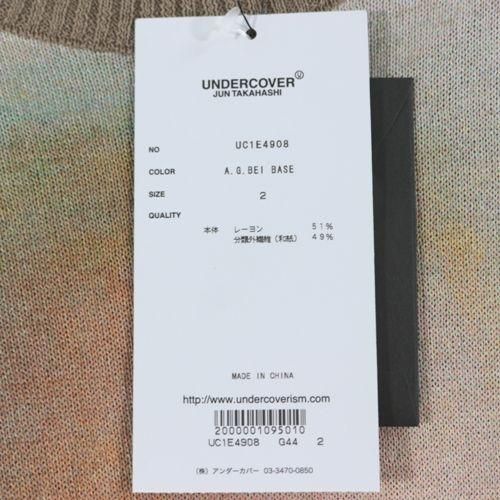 UNDERCOVER Ⓤ
JUN TAKAHASHI
NO UC1E4908
COLOR A.G.BEI BASE
SIZE 2
QUALITY
本体 レーヨン 51%
分類外繊維(和紙) 49%
MADE IN CHINA
http://www.undercoverism.com/
2000001095010
UC1E4908 G44 2
(株) アンダーカバー 03-3470-0850